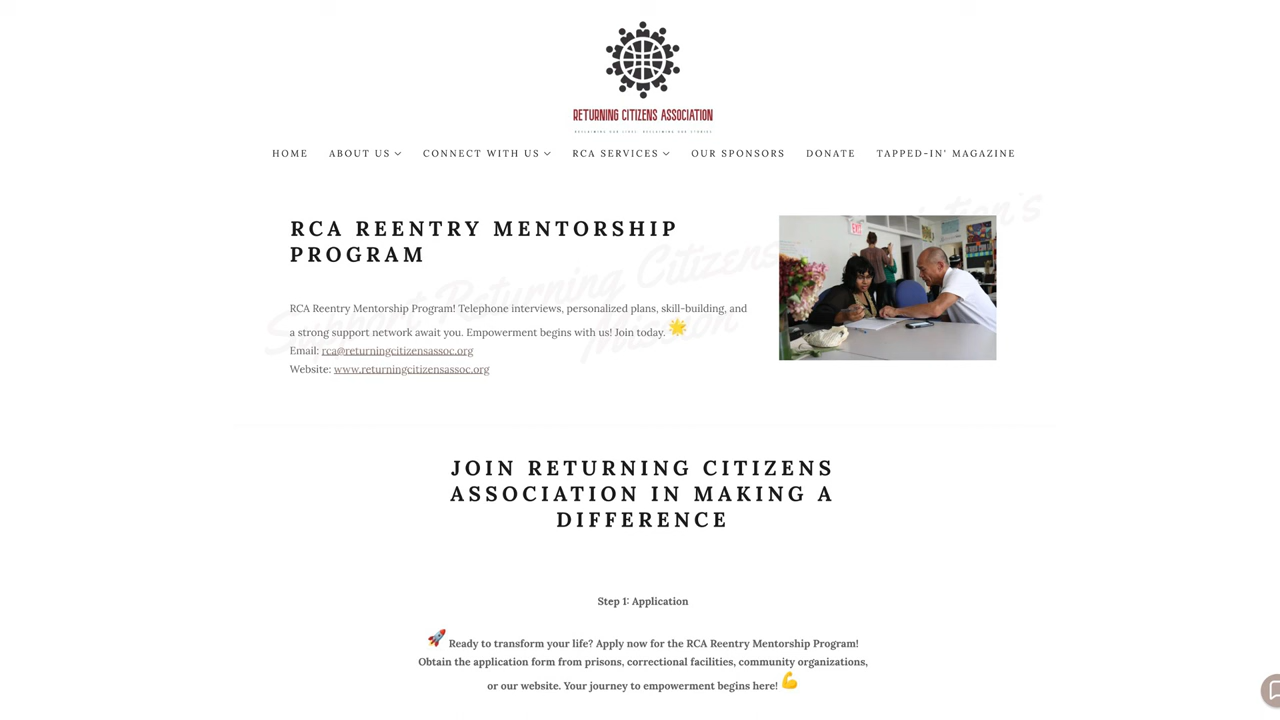 RETURNING CITIZENS ASSOCIATION
HOME ABOUT US CONNECT WITH US RCA SERVICES OUR SPONSORS DONATE TAPPED-IN' MAGAZINE
RCA REENTRY MENTORSHIP
PROGRAM
RCA Reentry Mentorship Program! Telephone interviews, personalized plans, skill-building, and
a strong support network await you. Empowerment begins with us! Join today. 🌟
Email: rca@returningcitizensassoc.org
Website: www.returningcitizensassoc.org
EXIT
JOIN RETURNING CITIZENS
ASSOCIATION IN MAKING A
DIFFERENCE
Step 1: Application
🚀 Ready to transform your life? Apply now for the RCA Reentry Mentorship Program!
Obtain the application form from prisons, correctional facilities, community organizations,
or our website. Your journey to empowerment begins here! 💪